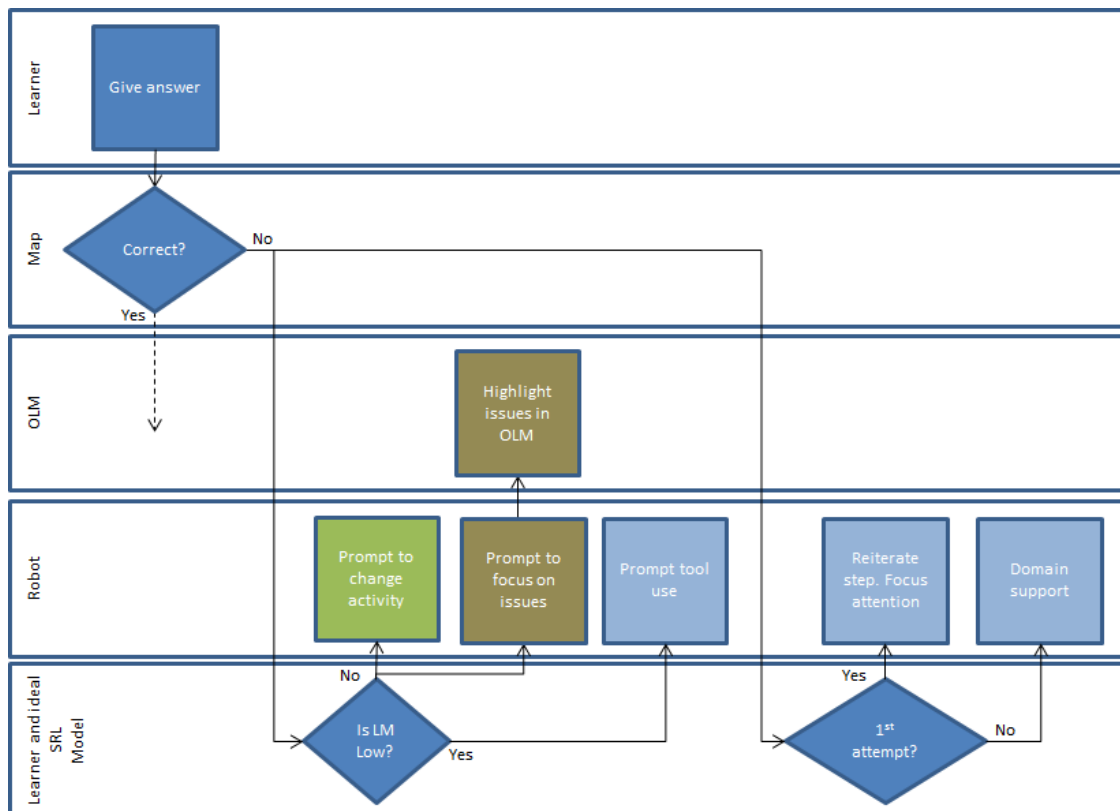 Learner
Give answer
Map
Correct?
No
Yes
OLM
Highlight
issues in
OLM
Robot
Prompt to
change
activity
Prompt to
focus on
issues
Prompt tool
use
Reiterate
step. Focus
attention
Domain
support
Learner and ideal
SRL
Model
No
Is LM
Low?
Yes
Yes
1st
attempt?
No